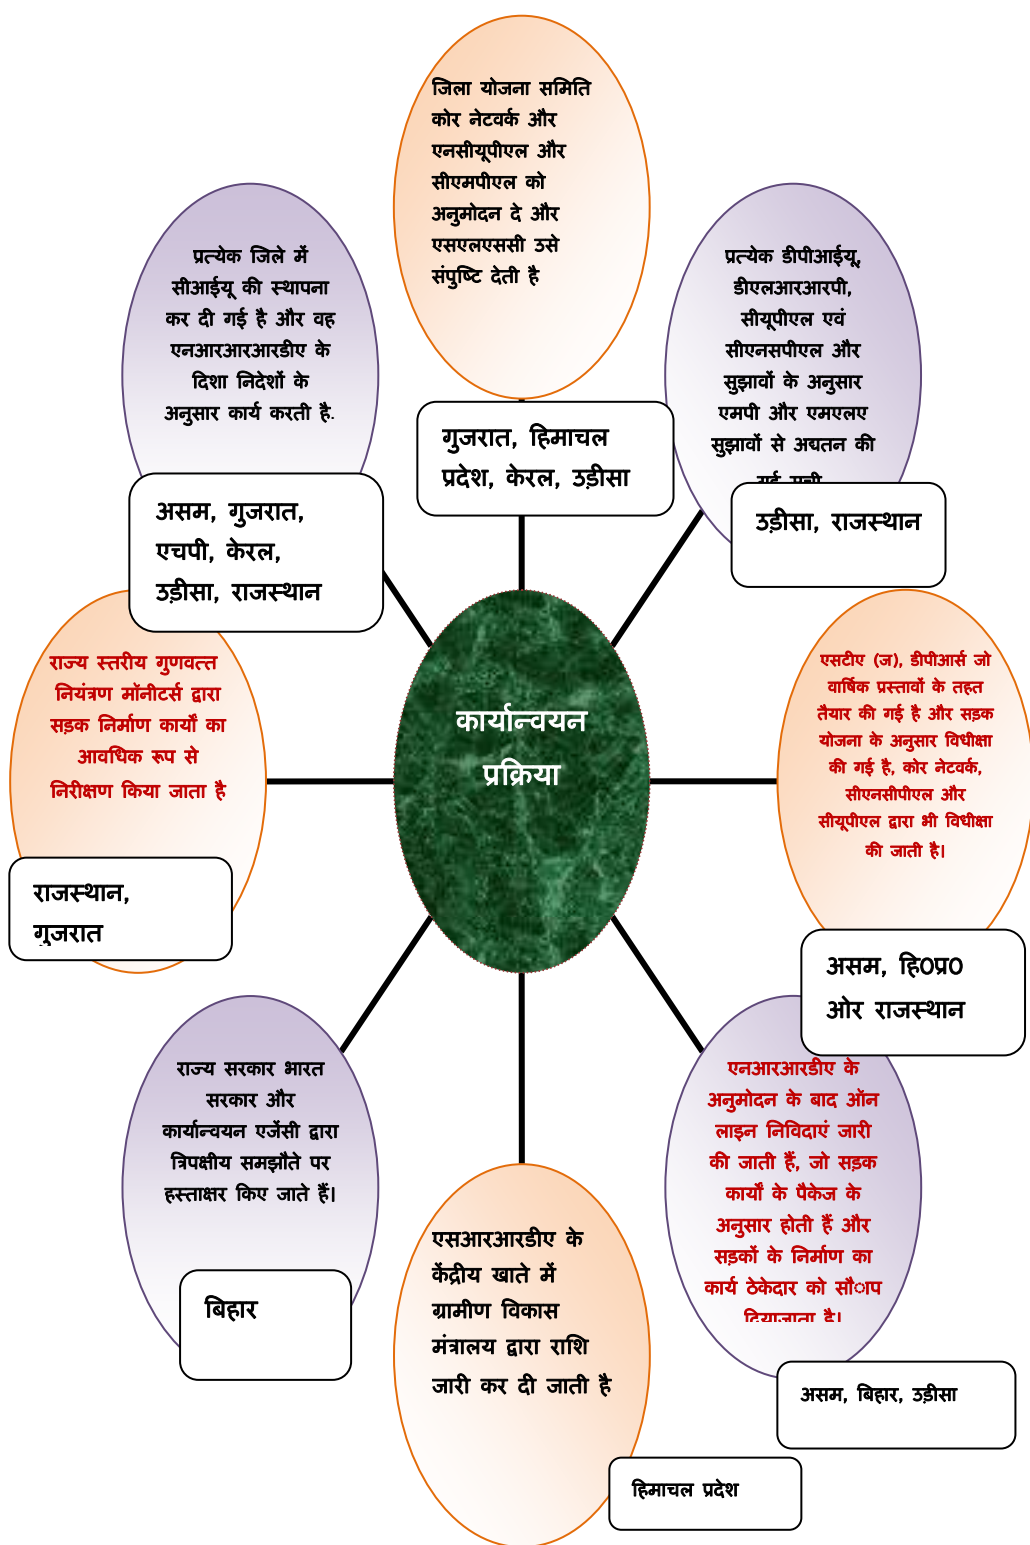 जिला योजना समिति
कोर नेटवर्क और
एनसीयूपीएल और
सीएमपीएल को
अनुमोदन दे और
एसएलएससी उसे
संपुष्टि देती है
गुजरात, हिमाचल
प्रदेश, केरल, उड़ीसा
प्रत्येक डीपीआईयू,
डीएलआरआरपी,
सीयूपीएल एवं
सीएनसपीएल और
सुझावों के अनुसार
एमपी और एमएलए
सुझावों से अद्यतन की
गई सूची
उड़ीसा, राजस्थान
एसटीए (ज), डीपीआर्स जो
वार्षिक प्रस्तावों के तहत
तैयार की गई है और सड़क
योजना के अनुसार विधीक्षा
की गई है, कोर नेटवर्क,
सीएनसीपीएल और
सीयूपीएल द्वारा भी विधीक्षा
की जाती है।
असम, हि0प्र0
ओर राजस्थान
एनआरआरडीए के
अनुमोदन के बाद ऑन
लाइन निविदाएं जारी
की जाती हैं, जो सड़क
कार्यों के पैकेज के
अनुसार होती हैं और
सड़कों के निर्माण का
कार्य ठेकेदार को सौंाप
दियाजाता है।
असम, बिहार, उड़ीसा
एसआरआरडीए के
केंद्रीय खाते में
ग्रामीण विकास
मंत्रालय द्वारा राशि
जारी कर दी जाती है
हिमाचल प्रदेश
राज्य सरकार भारत
सरकार और
कार्यान्वयन एजेंसी द्वारा
त्रिपक्षीय समझौते पर
हस्ताक्षर किए जाते हैं।
बिहार
राज्य स्तरीय गुणवत्त
नियंत्रण मॉनीटर्स द्वारा
सड़क निर्माण कार्यों का
आवधिक रूप से
निरीक्षण किया जाता है
राजस्थान,
गुजरात
प्रत्येक जिले में
सीआईयू की स्थापना
कर दी गई है और वह
एनआरआरआरडीए के
दिशा निदेशों के
अनुसार कार्य करती है.
असम, गुजरात,
एचपी, केरल,
उड़ीसा, राजस्थान
कार्यान्वयन
प्रक्रिया